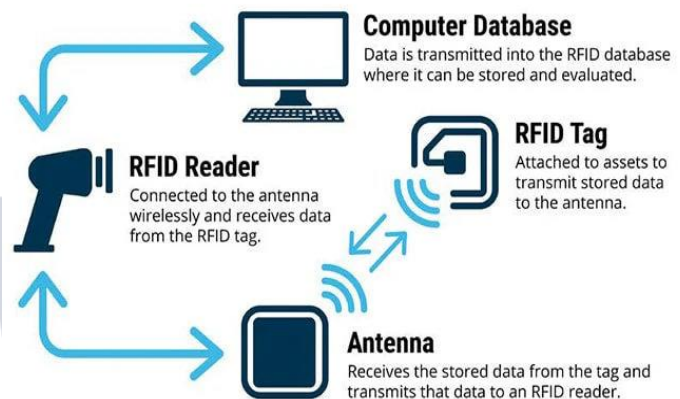 Computer Database
Data is transmitted into the RFID database
where it can be stored and evaluated.
RFID Tag
Attached to assets to
transmit stored data
to the antenna.
RFID Reader
Connected to the antenna
wirelessly and receives data
from the RFID tag.
Antenna
Receives the stored data from the tag and
transmits that data to an RFID reader.